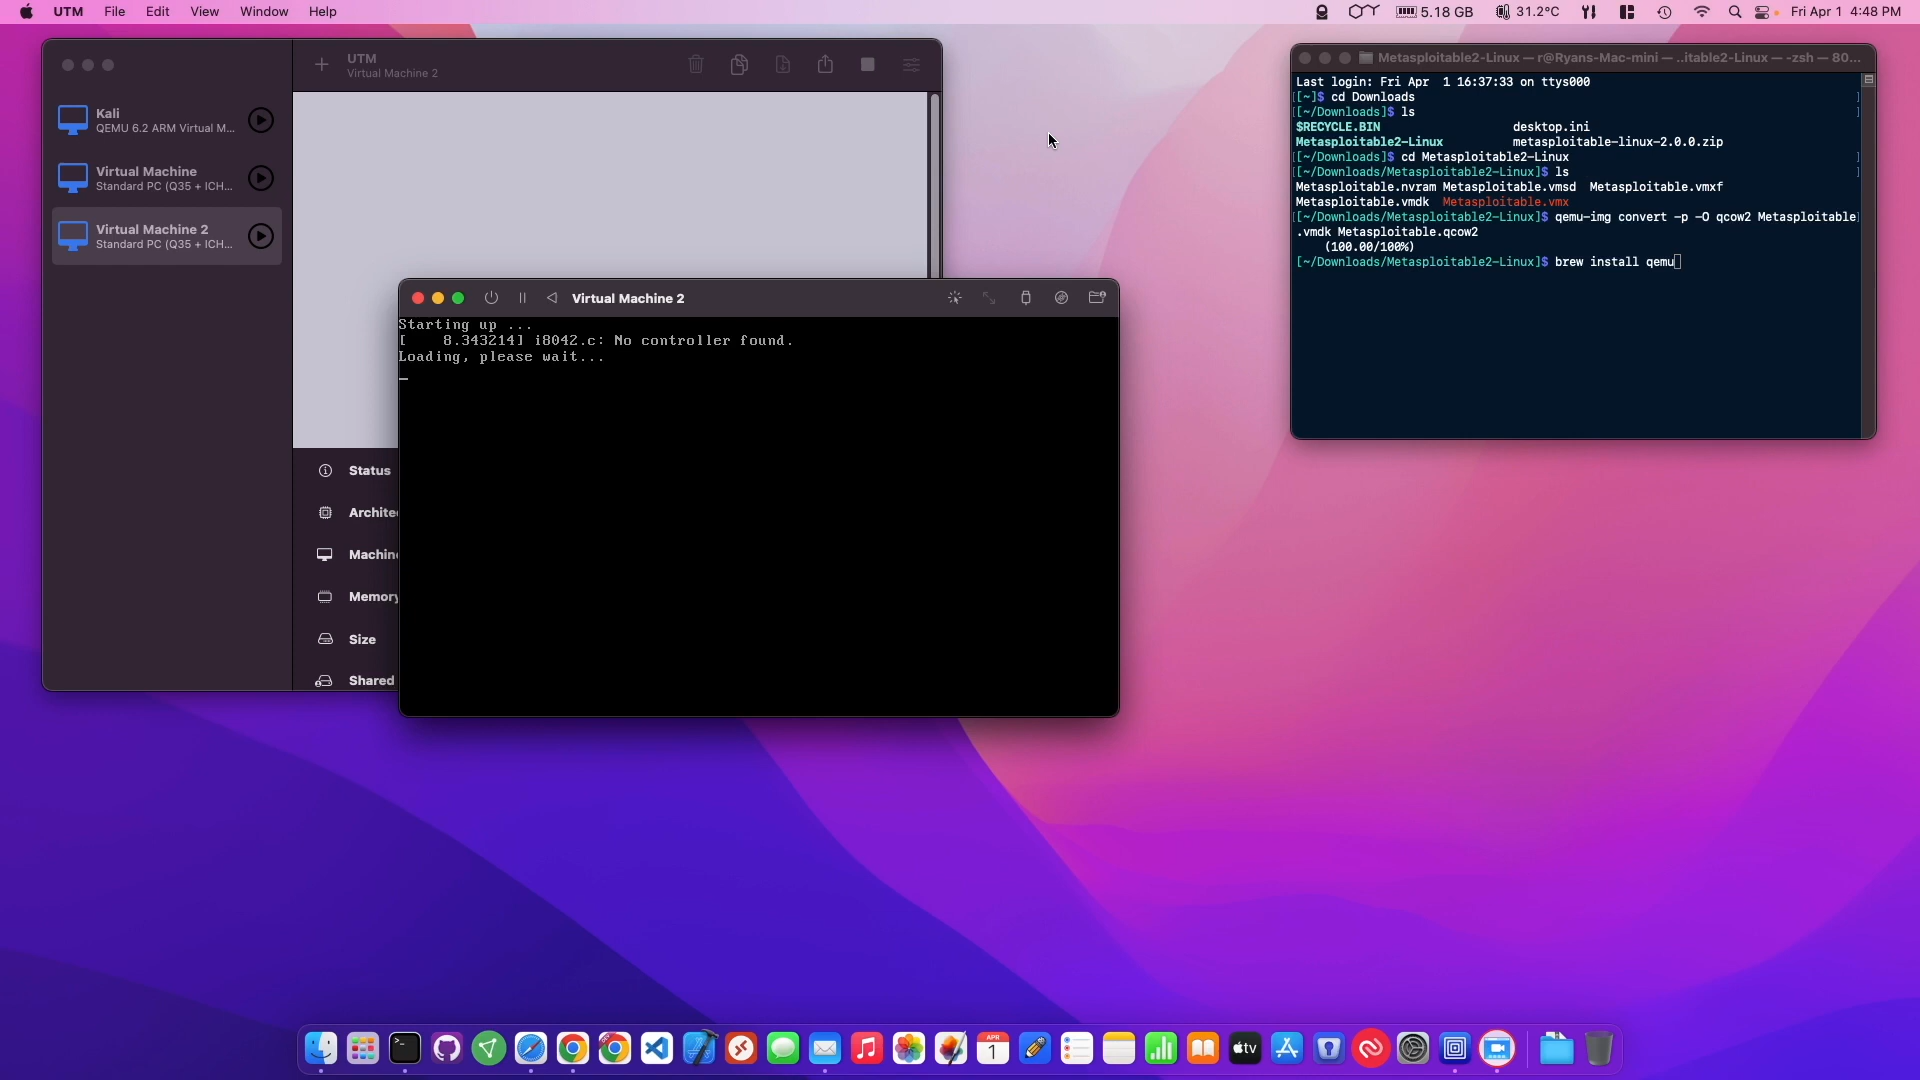 UTM File Edit View Window Help
5.18 GB 31.2°C Fri Apr 1 4:48 PM
UTM
Virtual Machine 2
Kali
QEMU 6.2 ARM Virtual M...
Virtual Machine
Standard PC (Q35 + ICH...
Virtual Machine 2
Standard PC (Q35 + ICH...
Status
Archite
Machin
Memory
Size
Shared
Virtual Machine 2
Starting up ...
[    8.343214] i8042.c: No controller found.
Loading, please wait...
Metasploitable2-Linux — r@Ryans-Mac-mini — ..itable2-Linux — -zsh — 80...
Last login: Fri Apr  1 16:37:33 on ttys000
[[~]$ cd Downloads ]
[[~/Downloads]$ ls ]
$RECYCLE.BIN desktop.ini
Metasploitable2-Linux metasploitable-linux-2.0.0.zip
[[~/Downloads]$ cd Metasploitable2-Linux ]
[[~/Downloads/Metasploitable2-Linux]$ ls ]
Metasploitable.nvram Metasploitable.vmsd  Metasploitable.vmxf
Metasploitable.vmdk  Metasploitable.vmx
[[~/Downloads/Metasploitable2-Linux]$ qemu-img convert -p -O qcow2 Metasploitable]
.vmdk Metasploitable.qcow2
(100.00/100%)
[~/Downloads/Metasploitable2-Linux]$ brew install qemu
APR
1
tv